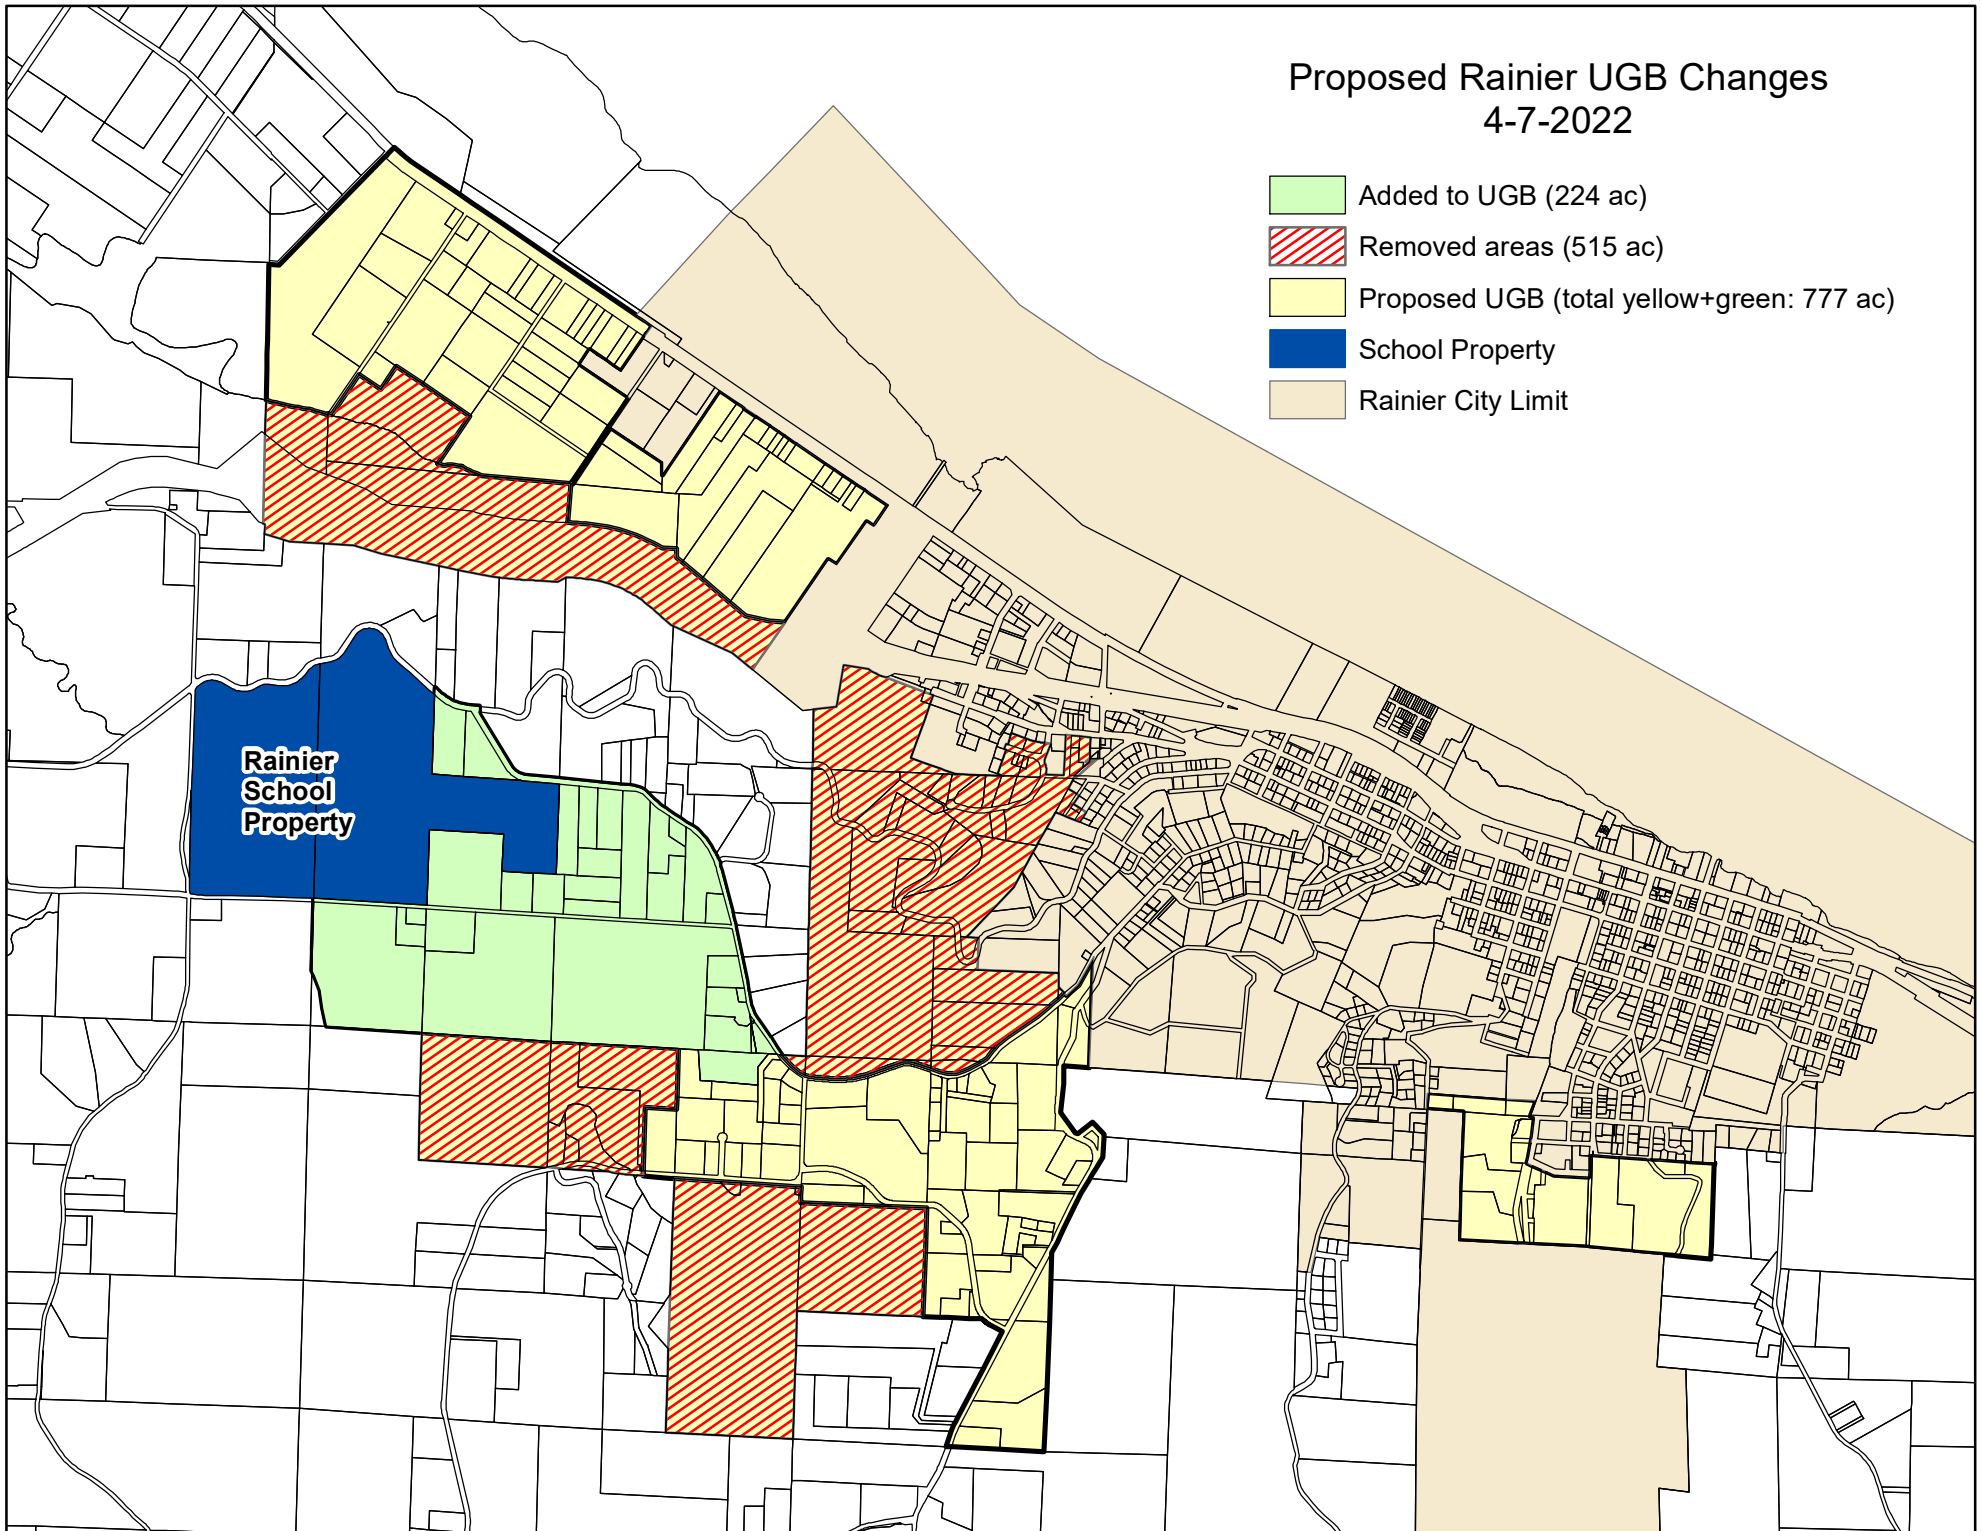 Proposed Rainier UGB Changes
4-7-2022
Added to UGB (224 ac)
Removed areas (515 ac)
Proposed UGB (total yellow+green: 777 ac)
School Property
Rainier City Limit
Rainier
School
Property